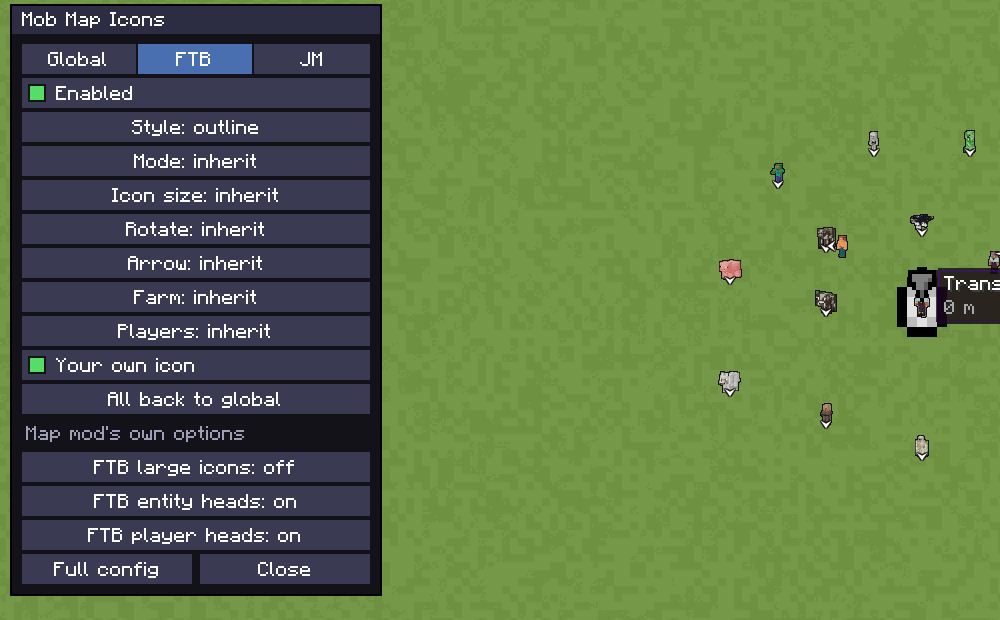 Mob Map Icons
Global FTB JM
Enabled
Style: outline
Mode: inherit
Icon size: inherit
Rotate: inherit
Arrow: inherit
Farm: inherit
Players: inherit
Your own icon
All back to global
Map mod's own options
FTB large icons: off
FTB entity heads: on
FTB player heads: on
Full config Close
Trans
0 m